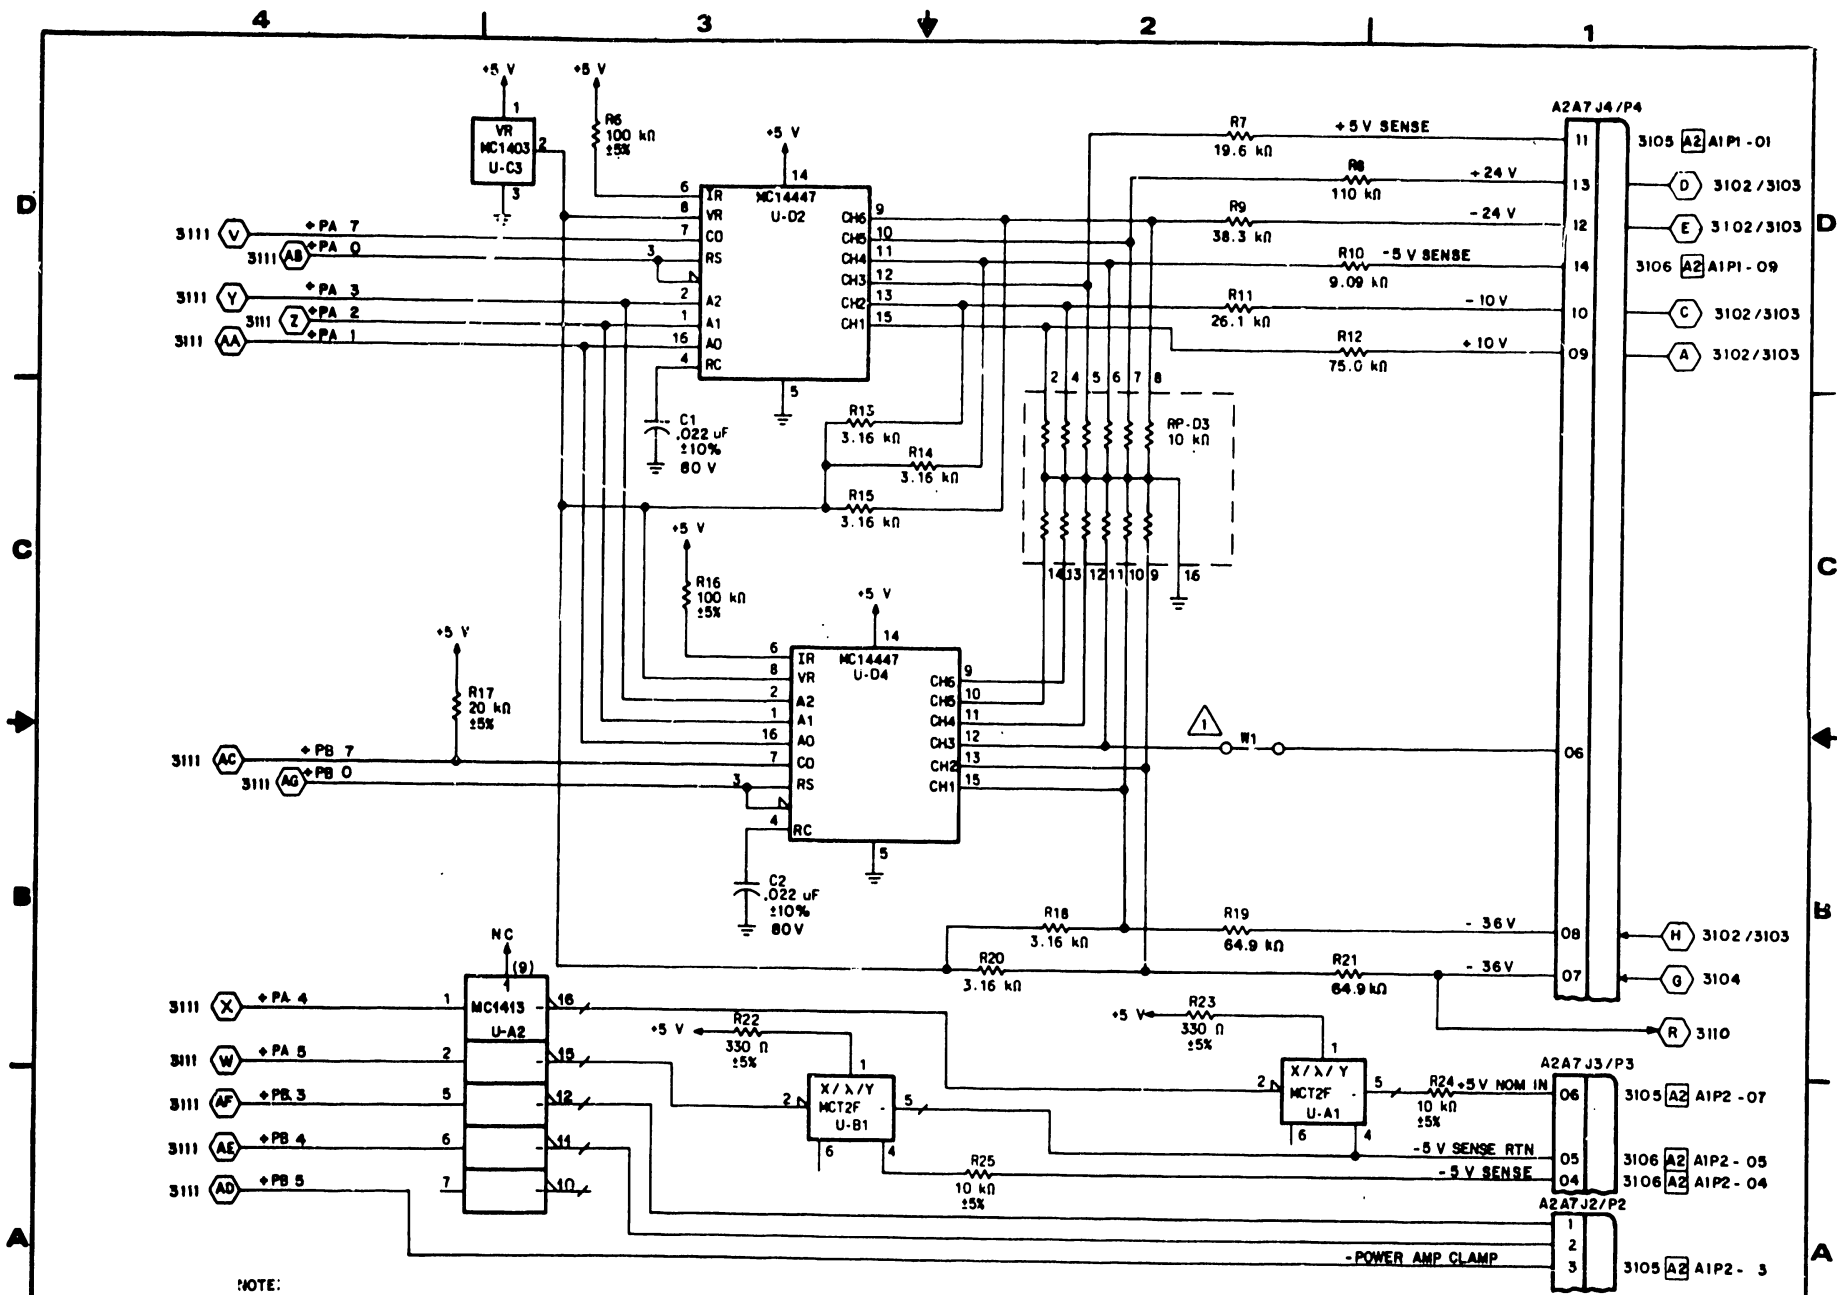 4 3 2 1
+5 V
+5 V
1
VR
MC1403
U-C3
2
3
R6
100 kΩ
±5%
+5 V
14
MC14447
U-D2
6 IR
8 VR
7 CO
3 RS
2 A2
1 A1
16 A0
4 RC
CH6 9
CH5 10
CH4 11
CH3 12
CH2 13
CH1 15
5
D
3111 V +PA 7
3111 AB +PA 0
3111 Y +PA 3
3111 Z +PA 2
3111 AA +PA 1
R7
19.6 kΩ
+5 V SENSE
R8
110 kΩ
+24 V
R9
38.3 kΩ
-24 V
R10
9.09 kΩ
-5 V SENSE
R11
26.1 kΩ
-10 V
R12
75.0 kΩ
+10 V
A2A7 J4/P4
11 3105 A2 A1P1-01
13 D 3102/3103
12 E 3102/3103
14 3106 A2 A1P1-09
10 C 3102/3103
09 A 3102/3103
D
C1
.022 uF
±10%
80 V
R13
3.16 kΩ
R14
3.16 kΩ
R15
3.16 kΩ
2 4 5 6 7 8
RP-D3
10 kΩ
14 13 12 11 10 9 16
C
C
+5 V
R16
100 kΩ
±5%
+5 V
14
MC14447
U-D4
6 IR
8 VR
2 A2
1 A1
16 A0
7 CO
3 RS
4 RC
CH6 9
CH5 10
CH4 11
CH3 12
CH2 13
CH1 15
5
+5 V
R17
20 kΩ
±5%
3111 AC +PB 7
3111 AG +PB 0
1
W1
06
C2
.022 uF
±10%
80 V
B
B
R18
3.16 kΩ
R19
64.9 kΩ
-36V
08 H 3102/3103
R20
3.16 kΩ
R21
64.9 kΩ
-36V
07 G 3104
R 3110
NC
(9)
MC1413
U-A2
3111 X +PA 4 1 16
3111 W +PA 5 2 15
3111 AF +PB 3 5 12
3111 AE +PB 4 6 11
3111 AD +PB 5 7 10
+5 V
R22
330 Ω
±5%
1
X/λ/Y
MCT2F
U-B1
2 5
6 4
+5 V
R23
330 Ω
±5%
1
X/λ/Y
MCT2F
U-A1
2 5
6 4
R24
10 kΩ
±5%
+5V NOM IN
R25
10 kΩ
±5%
-5 V SENSE RTN
-5 V SENSE
A2A7 J3/P3
06 3105 A2 A1P2-07
05 3106 A2 A1P2-05
04 3106 A2 A1P2-04
A2A7 J2/P2
1
2
-POWER AMP CLAMP 3 3105 A2 A1P2-3
A
A
NOTE: